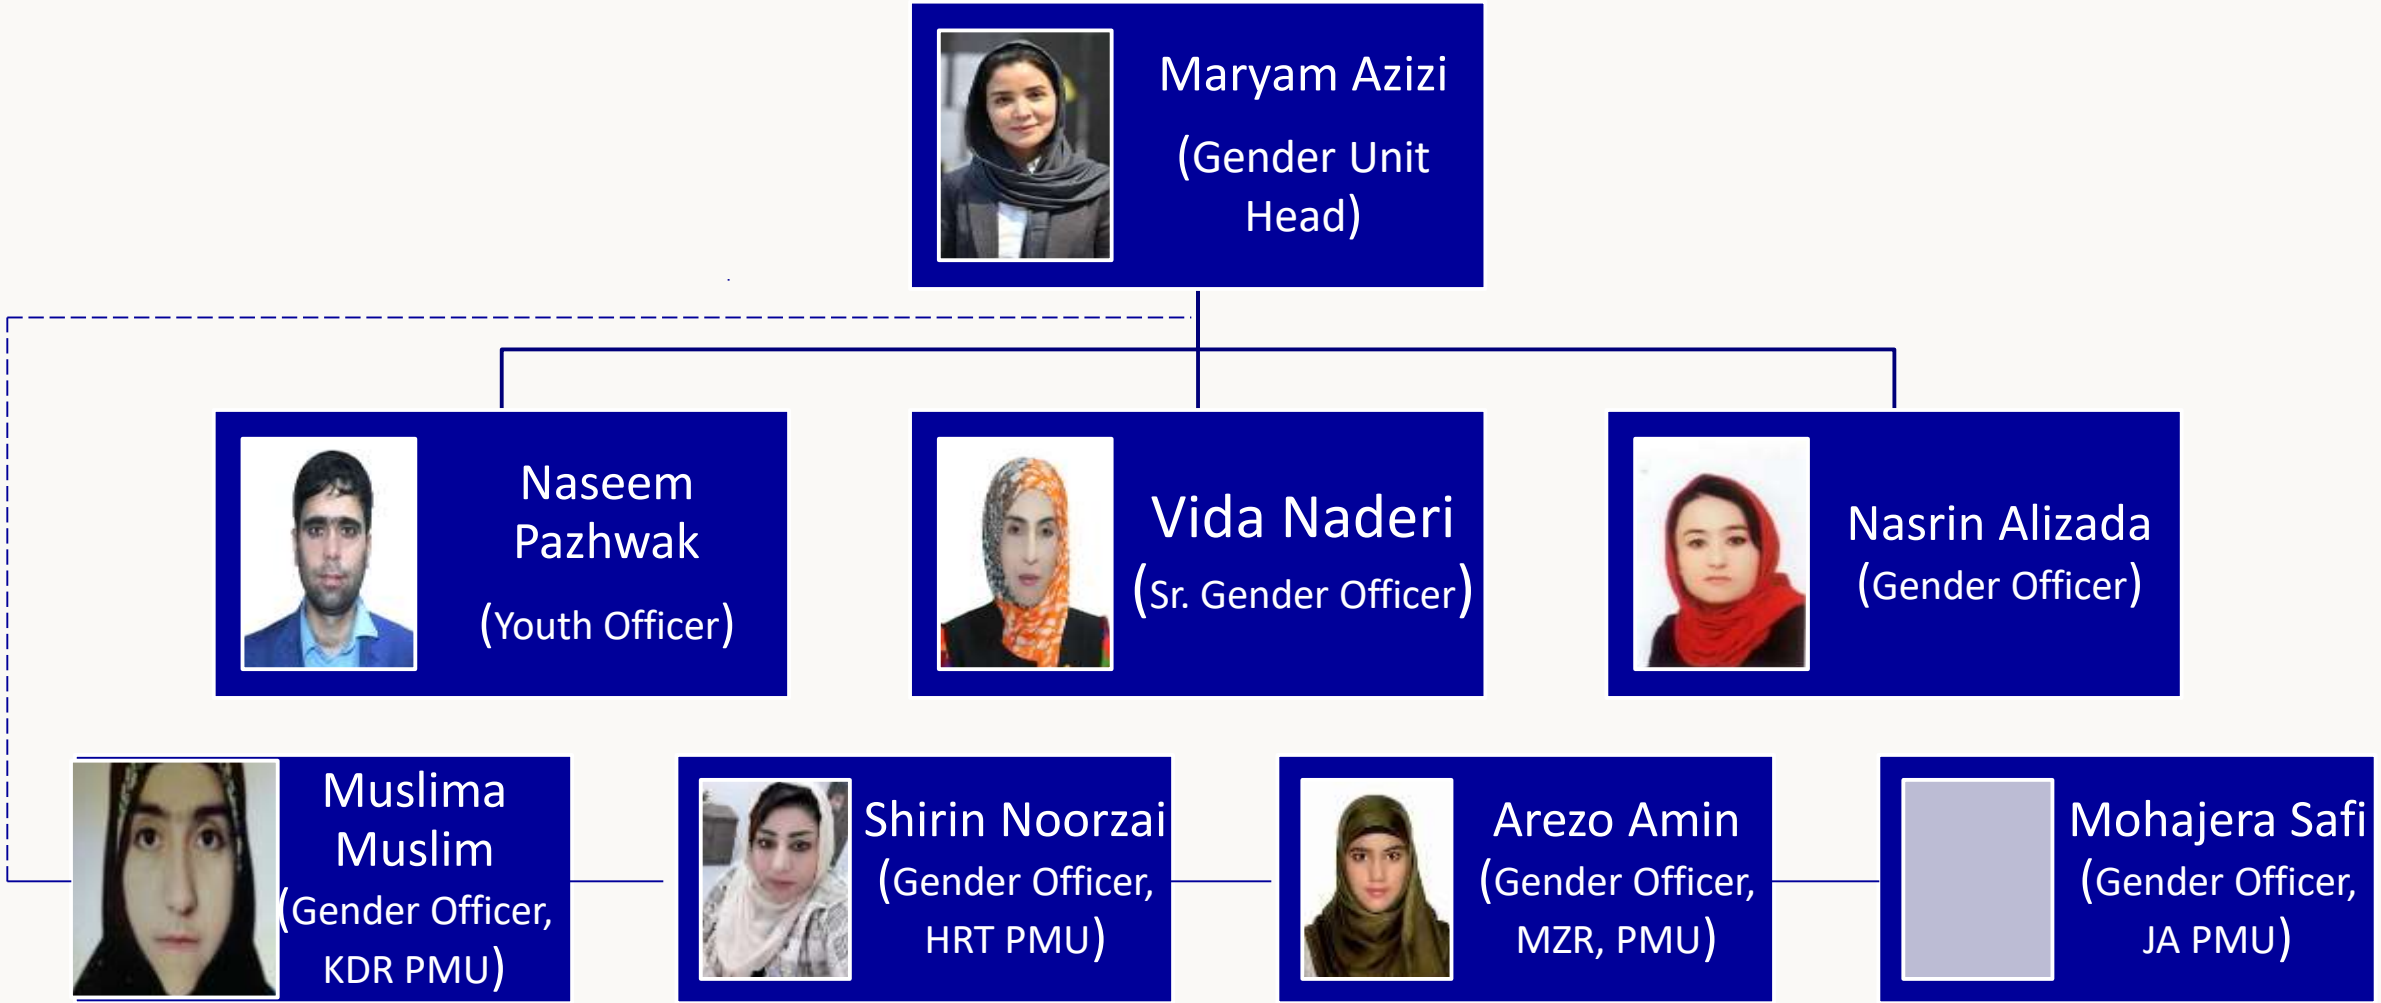 Maryam Azizi
(Gender Unit
Head)
Naseem
Pazhwak
(Youth Officer)
Vida Naderi
(Sr. Gender Officer)
Nasrin Alizada
(Gender Officer)
Muslima
Muslim
(Gender Officer,
KDR PMU)
Shirin Noorzai
(Gender Officer,
HRT PMU)
Arezo Amin
(Gender Officer,
MZR, PMU)
Mohajera Safi
(Gender Officer,
JA PMU)